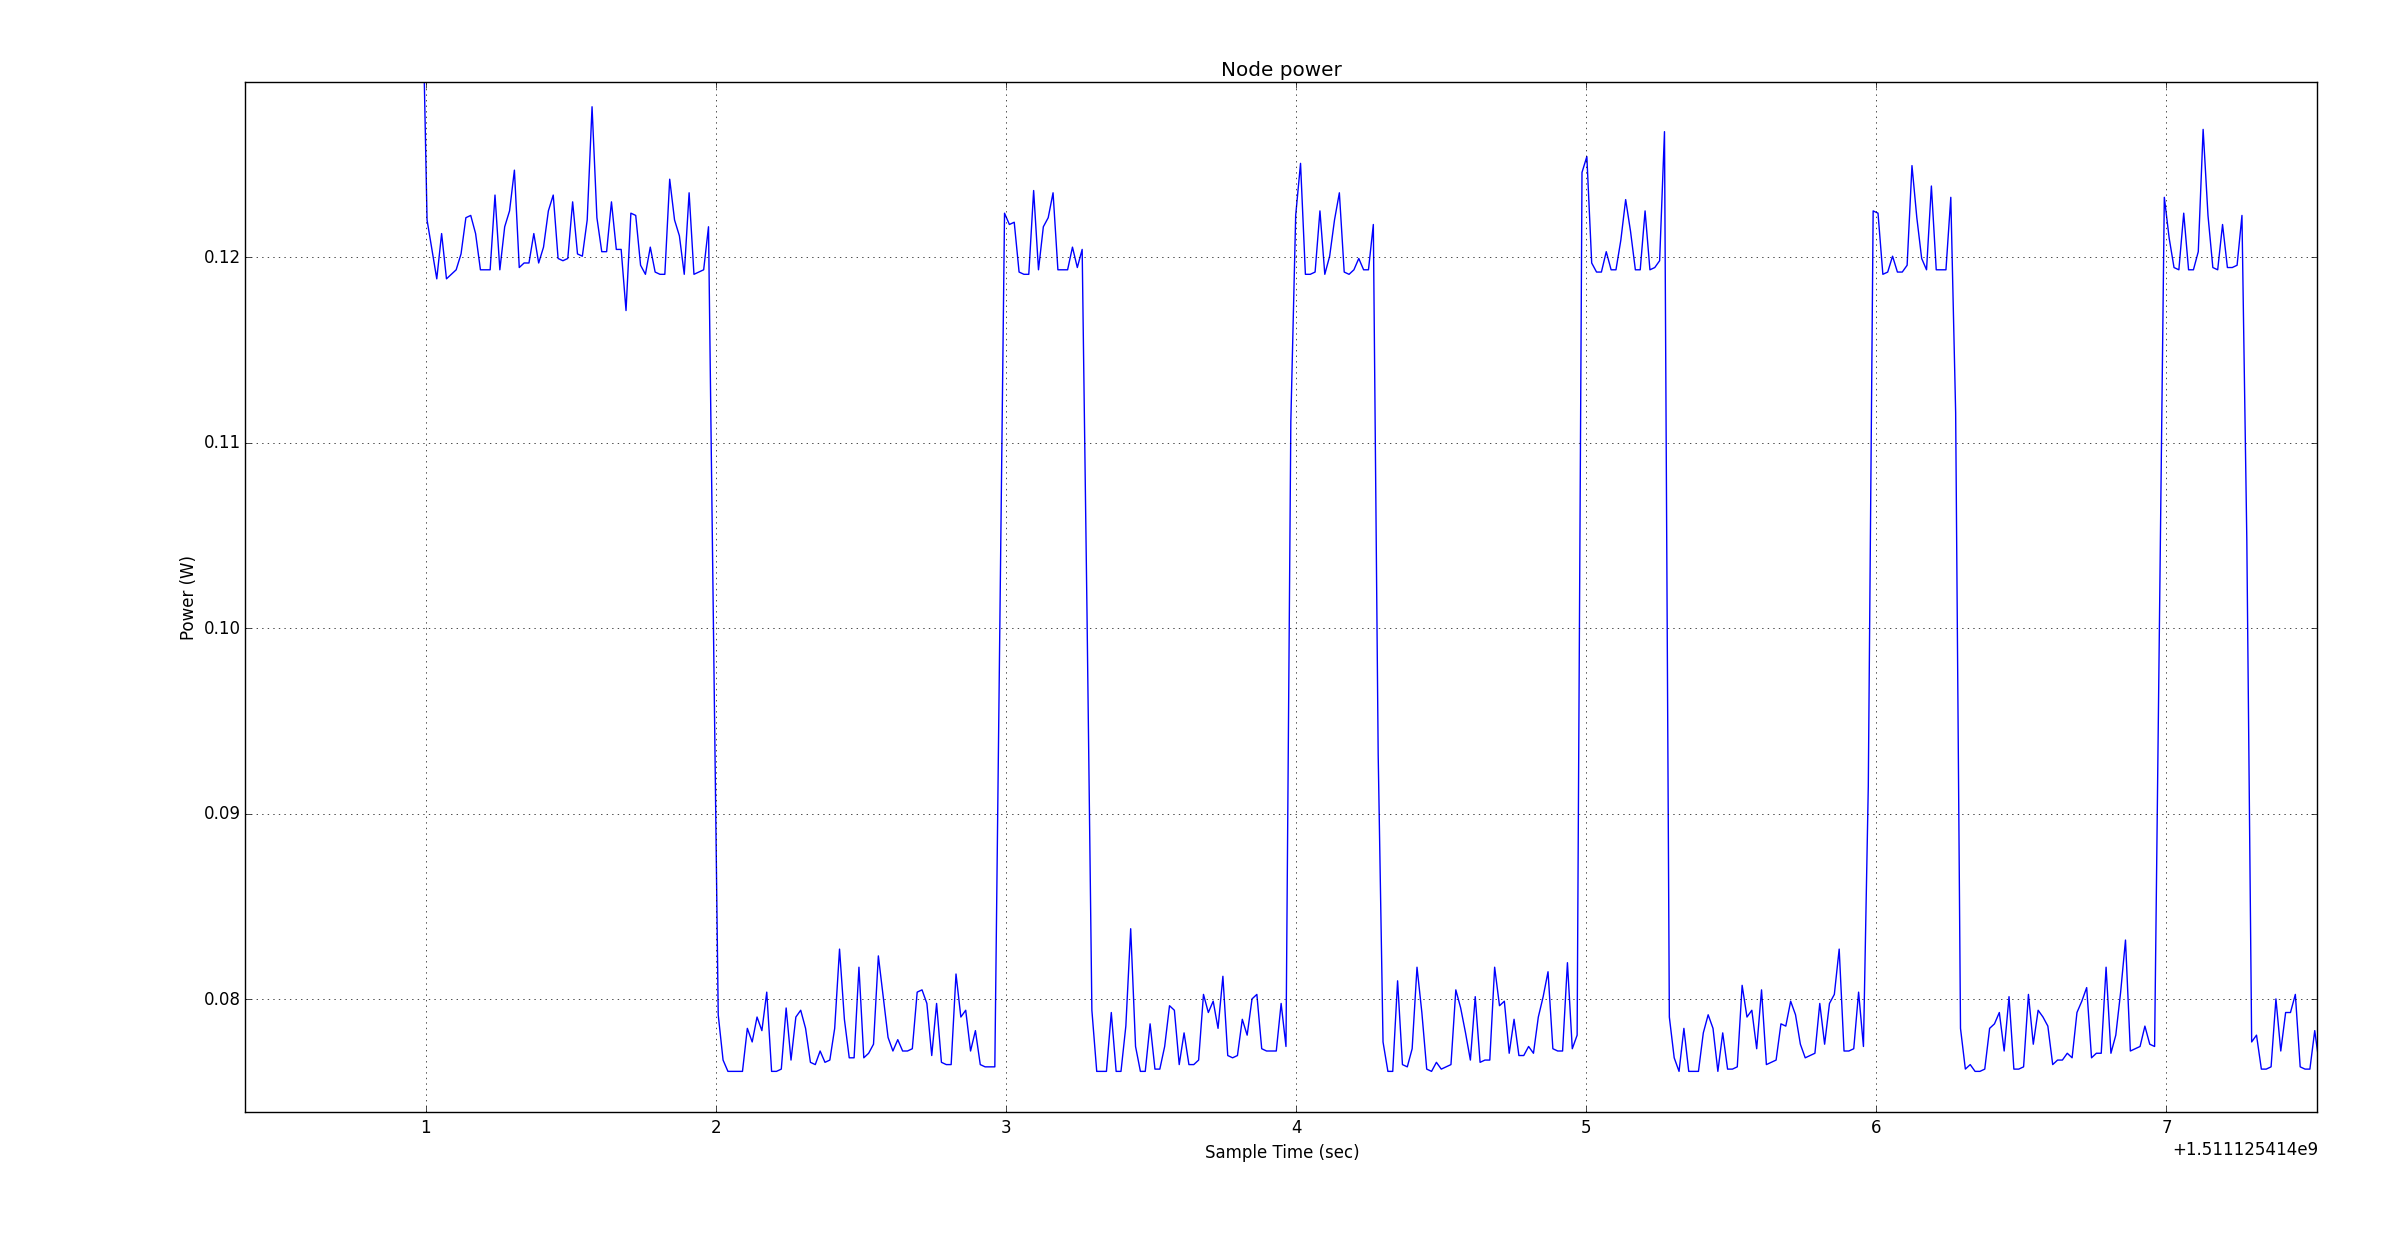 Node power
0.12
0.11
0.10
0.09
0.08
Power (W)
1 2 3 4 5 6 7
Sample Time (sec)
+1.511125414e9